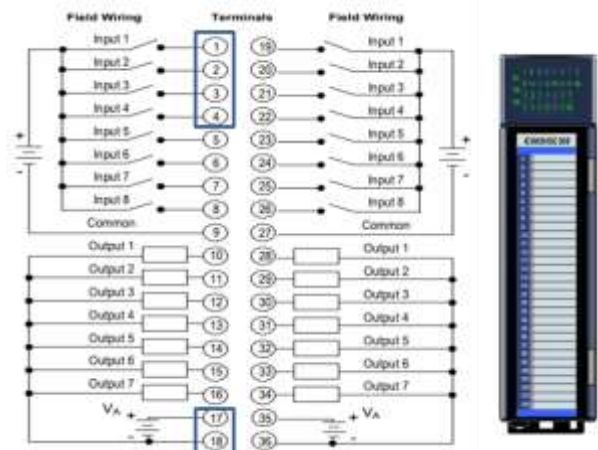 Field Wiring Terminals Field Wiring
Input 1 1 19 Input 1
Input 2 2 20 Input 2
Input 3 3 21 Input 3
Input 4 4 22 Input 4
Input 5 5 23 Input 5
Input 6 6 24 Input 6
Input 7 7 25 Input 7
Input 8 8 26 Input 8
Common 9 27 Common
Output 1 10 28 Output 1
Output 2 11 29 Output 2
Output 3 12 30 Output 3
Output 4 13 31 Output 4
Output 5 14 32 Output 5
Output 6 15 33 Output 6
Output 7 16 34 Output 7
VA + 17 35 + VA
- 18 36 -
+ +
- -